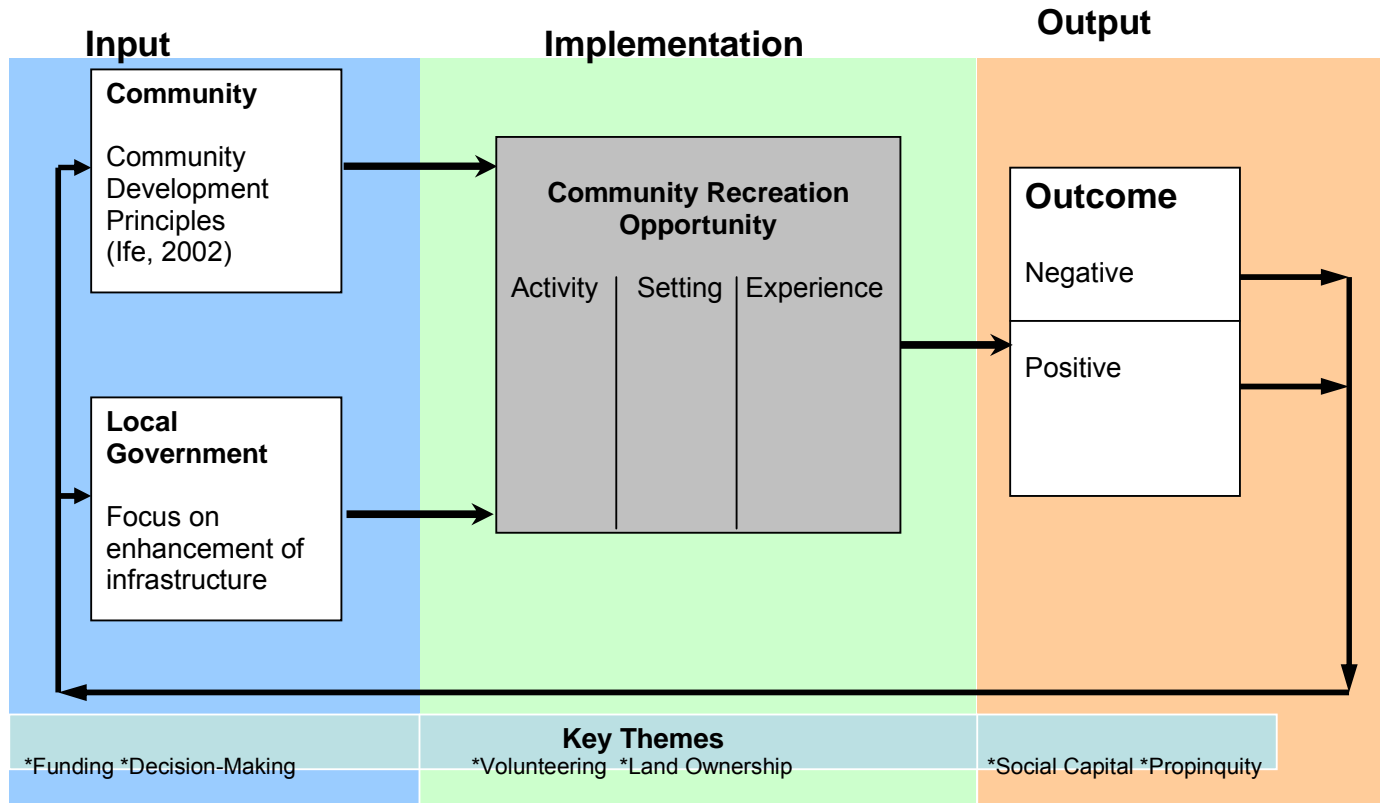 Input
Implementation
Output
Community
Community
Development
Principles
(Ife, 2002)
Local
Government
Focus on
enhancement of
infrastructure
Community Recreation
Opportunity
Activity Setting Experience
Outcome
Negative
Positive
Key Themes
*Funding *Decision-Making
*Volunteering *Land Ownership
*Social Capital *Propinquity